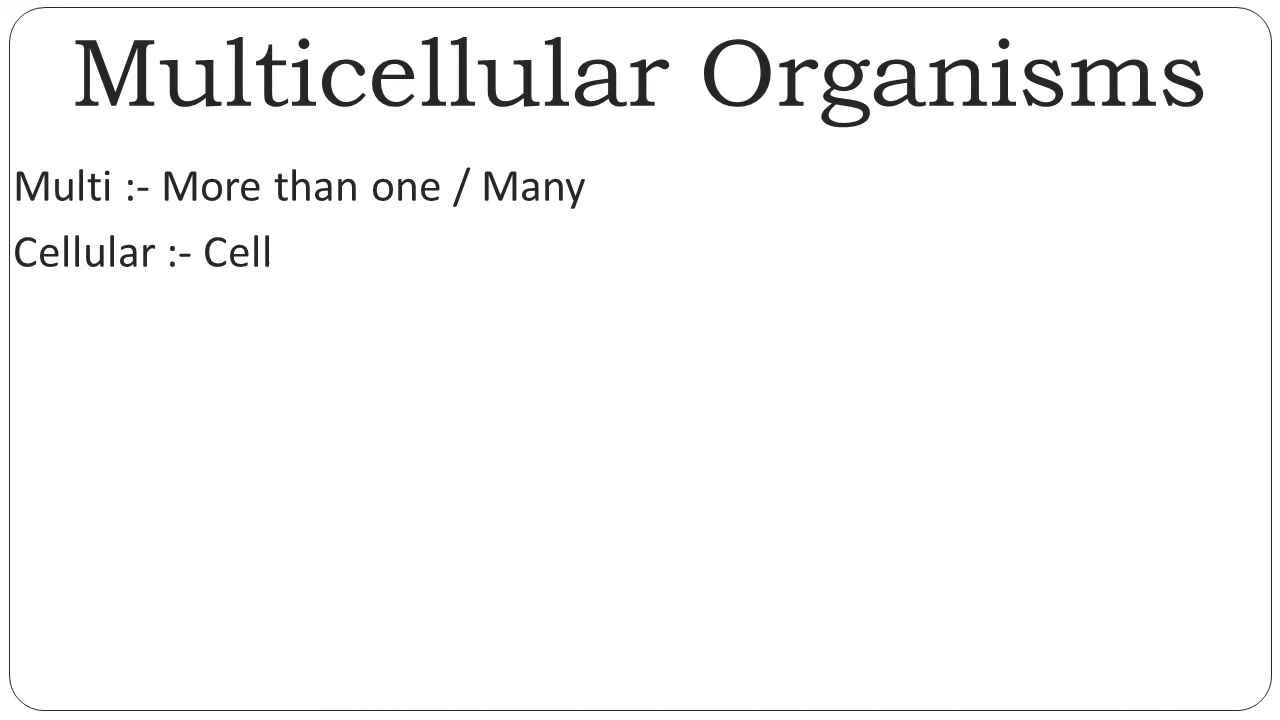 Multicellular Organisms
Multi :- More than one / Many
Cellular :- Cell